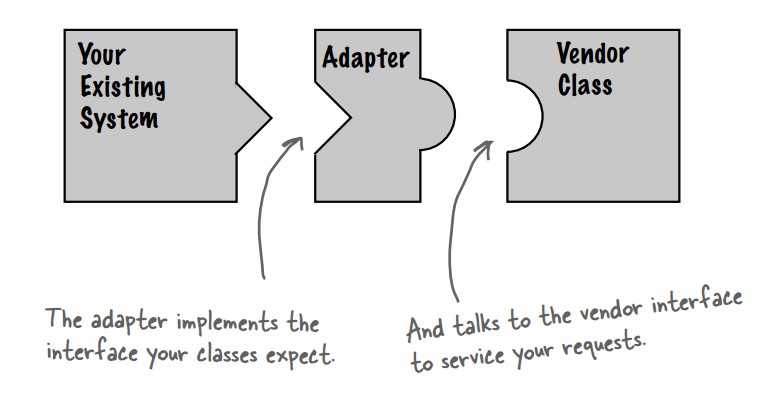 Your
Existing
System
Adapter
Vendor
Class
The adapter implements the
interface your classes expect.
And talks to the vendor interface
to service your requests.